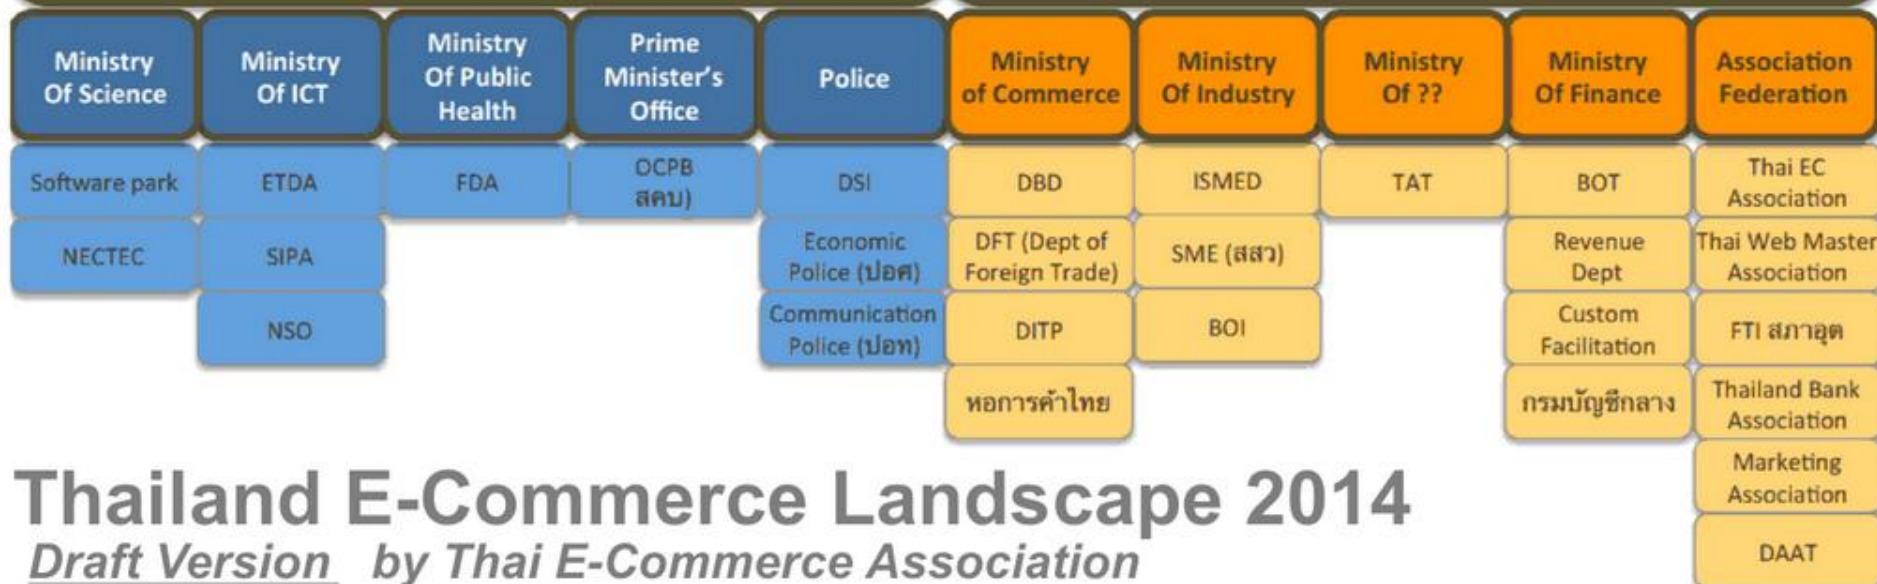 Ministry
Of Science
Ministry
Of ICT
Ministry
Of Public
Health
Prime
Minister's
Office
Police
Ministry
of Commerce
Ministry
Of Industry
Ministry
Of ??
Ministry
Of Finance
Association
Federation
Software park
ETDA
FDA
OCPB
สคบ)
DSI
DBD
ISMED
TAT
BOT
Thai EC
Association
NECTEC
SIPA
Economic
Police (ปอศ)
DFT (Dept of
Foreign Trade)
SME (สสว)
Revenue
Dept
Thai Web Master
Association
NSO
Communication
Police (ปอท)
DITP
BOI
Custom
Facilitation
FTI สภาอุต
หอการค้าไทย
กรมบัญชีกลาง
Thailand Bank
Association
Marketing
Association
DAAT
Thailand E-Commerce Landscape 2014
Draft Version by Thai E-Commerce Association